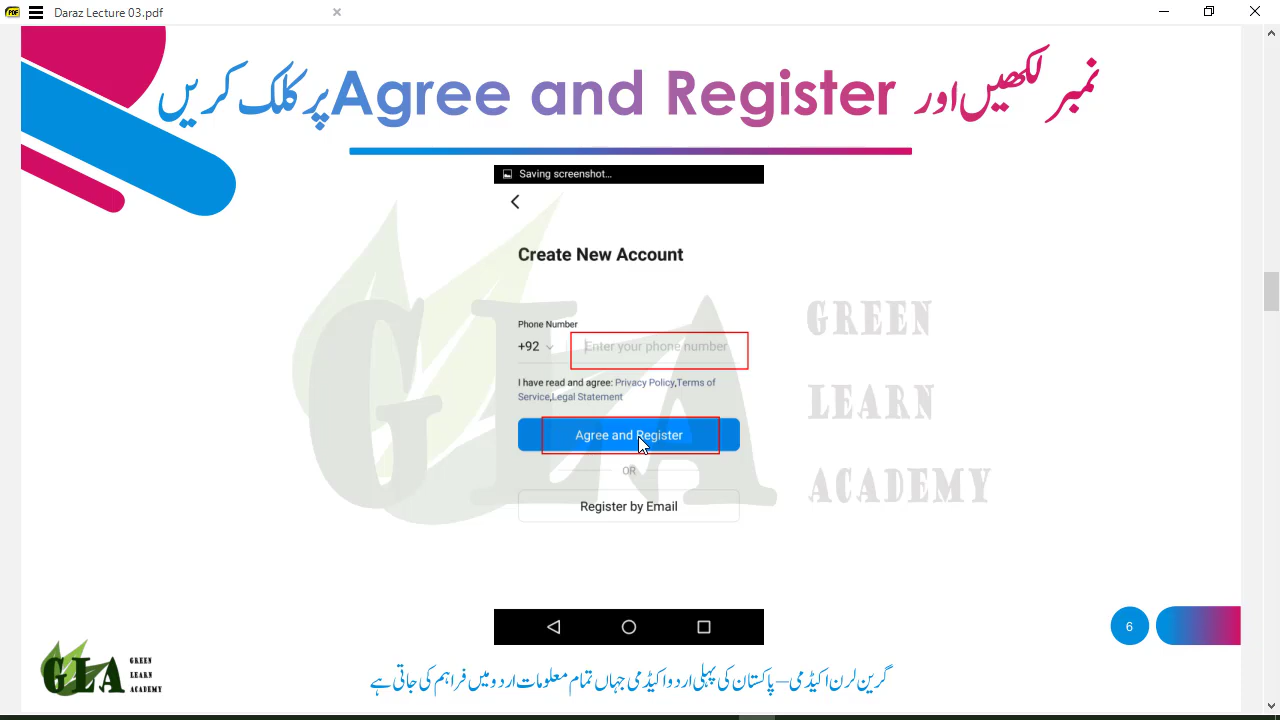 Daraz Lecture 03.pdf
نمبر لکھیں اور Agree and Register پر کلک کریں
Saving screenshot...
Create New Account
Phone Number
+92 Enter your phone number
I have read and agree: Privacy Policy,Terms of
Service,Legal Statement
Agree and Register
OR
Register by Email
GLA
GREEN
LEARN
ACADEMY
6
GLA
GREEN
LEARN
ACADEMY
گرین لرن اکیڈمی – پاکستان کی پہلی اردو اکیڈمی جہاں تمام معلومات اردو میں فراہم کی جاتی ہے